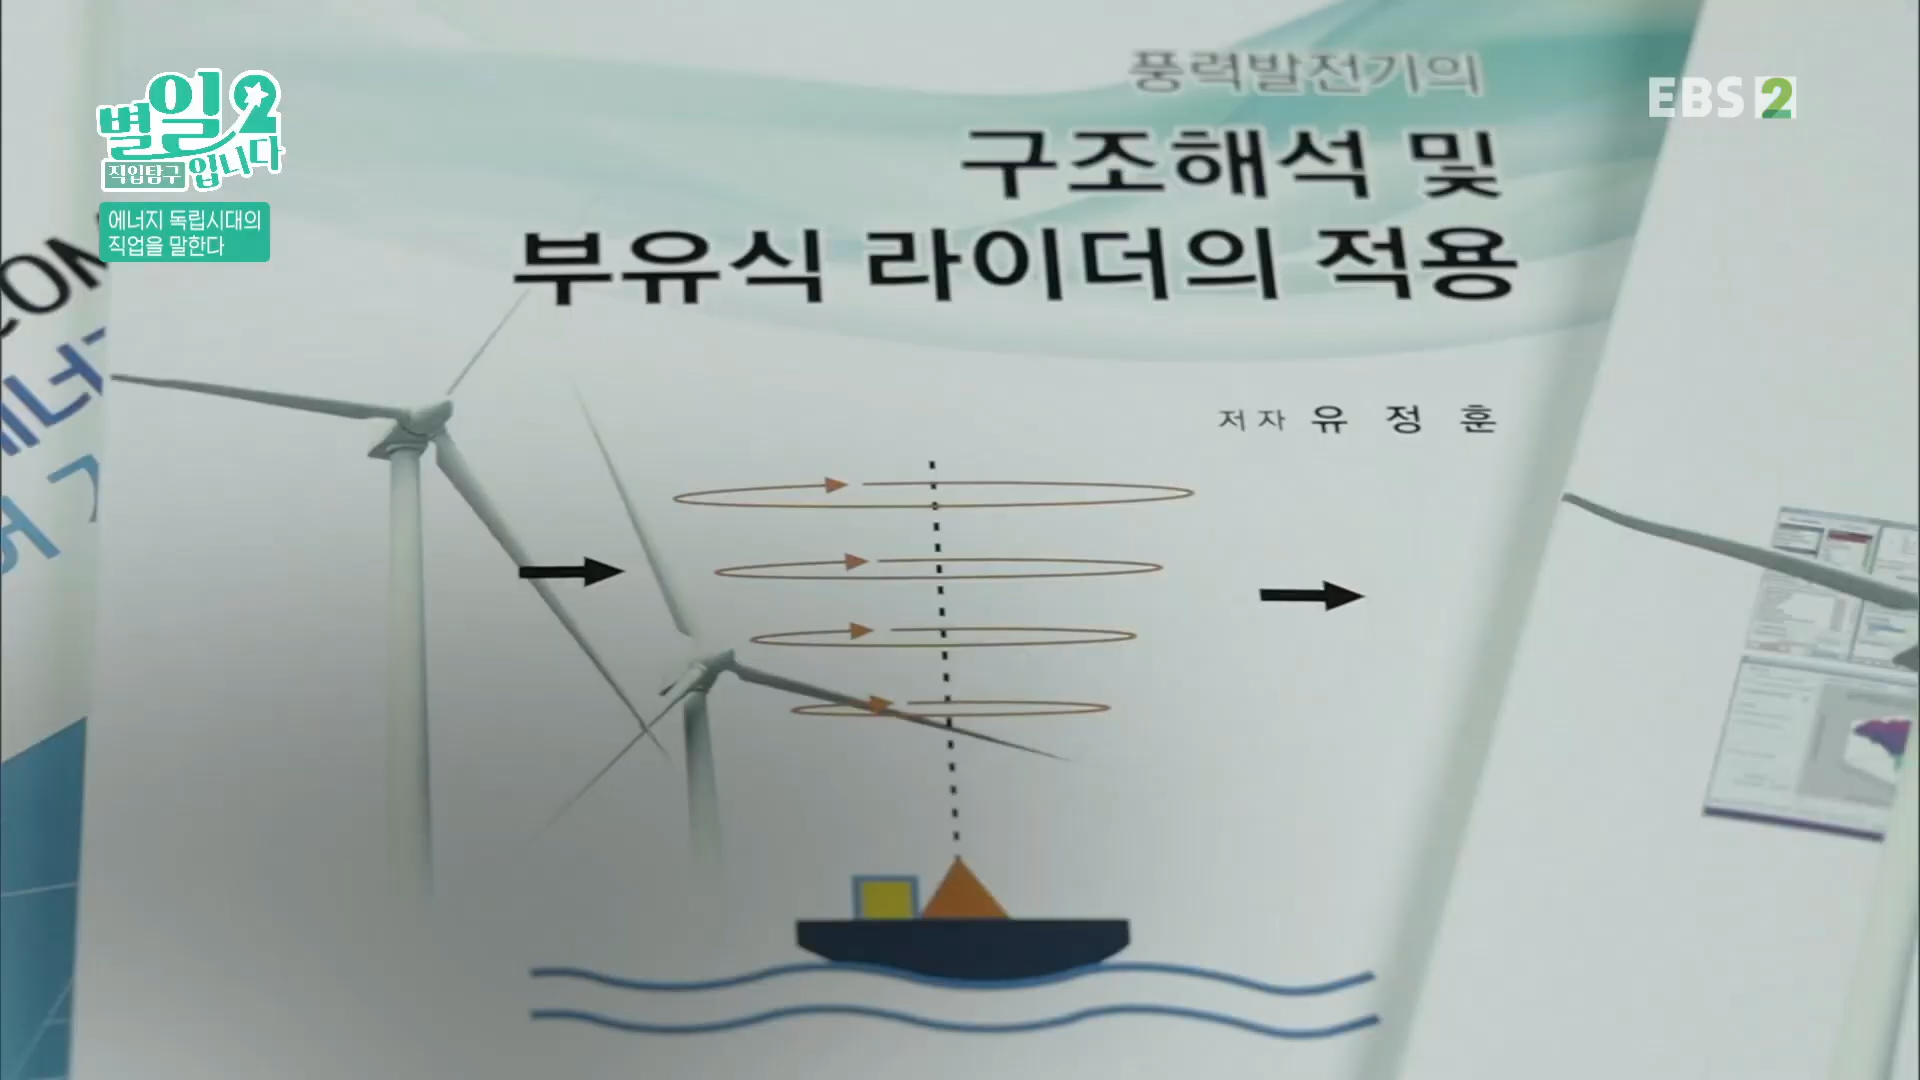 별일입니다2
직업탐구
에너지 독립시대의
직업을 말한다
EBS 2
풍력발전기의
구조해석 및
부유식 라이더의 적용
저자 유 정 훈